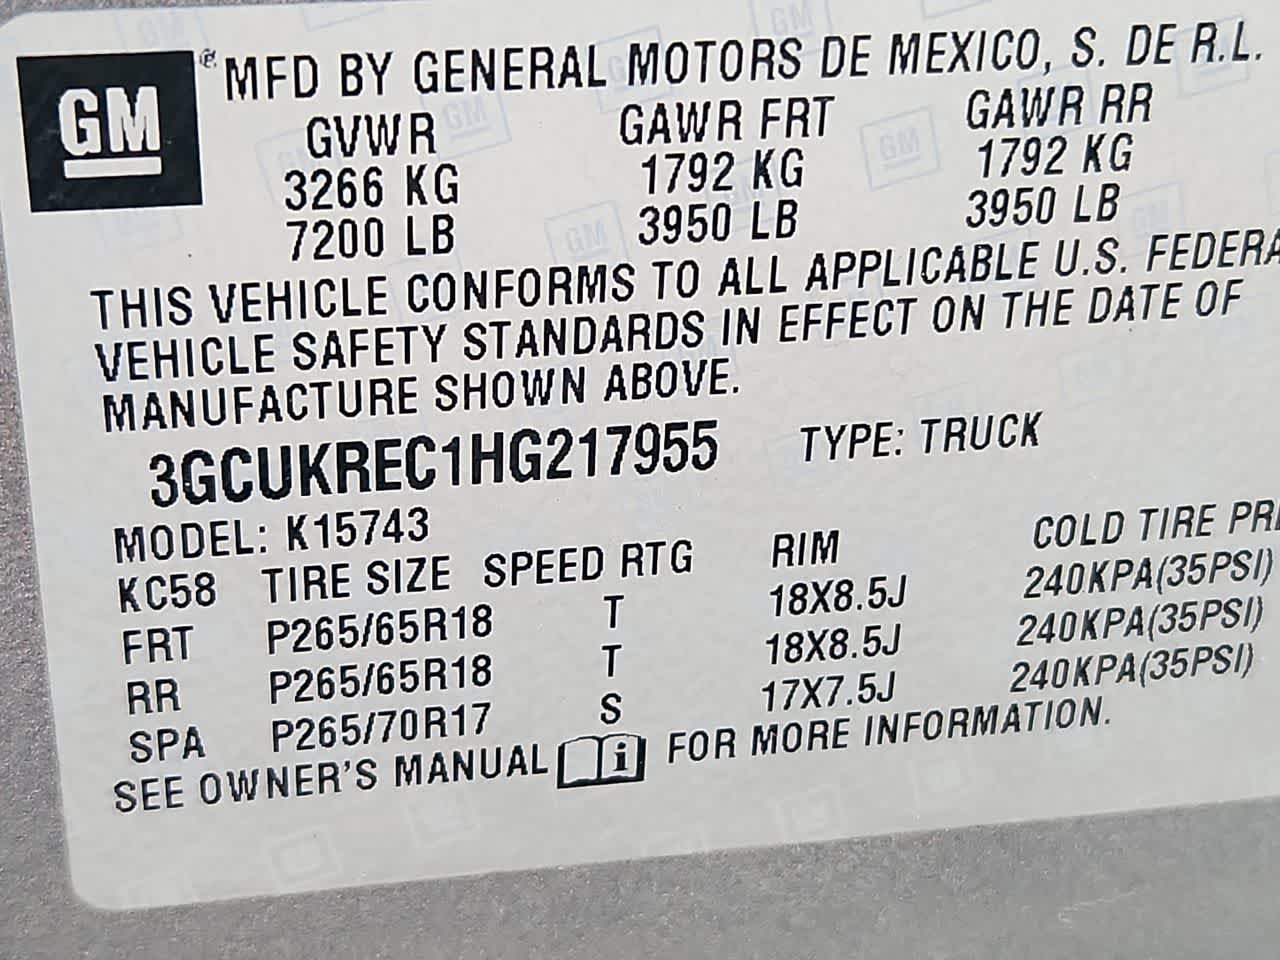 GM MFD BY GENERAL MOTORS DE MEXICO, S. DE R.L.
GVWR GAWR FRT GAWR RR
3266 KG 1792 KG 1792 KG
7200 LB 3950 LB 3950 LB
THIS VEHICLE CONFORMS TO ALL APPLICABLE U.S. FEDERA
VEHICLE SAFETY STANDARDS IN EFFECT ON THE DATE OF
MANUFACTURE SHOWN ABOVE.
3GCUKREC1HG217955 TYPE: TRUCK
MODEL: K15743
KC58 TIRE SIZE SPEED RTG RIM COLD TIRE PR
FRT P265/65R18 T 18X8.5J 240KPA(35PSI)
RR P265/65R18 T 18X8.5J 240KPA(35PSI)
SPA P265/70R17 S 17X7.5J 240KPA(35PSI)
SEE OWNER'S MANUAL i FOR MORE INFORMATION.